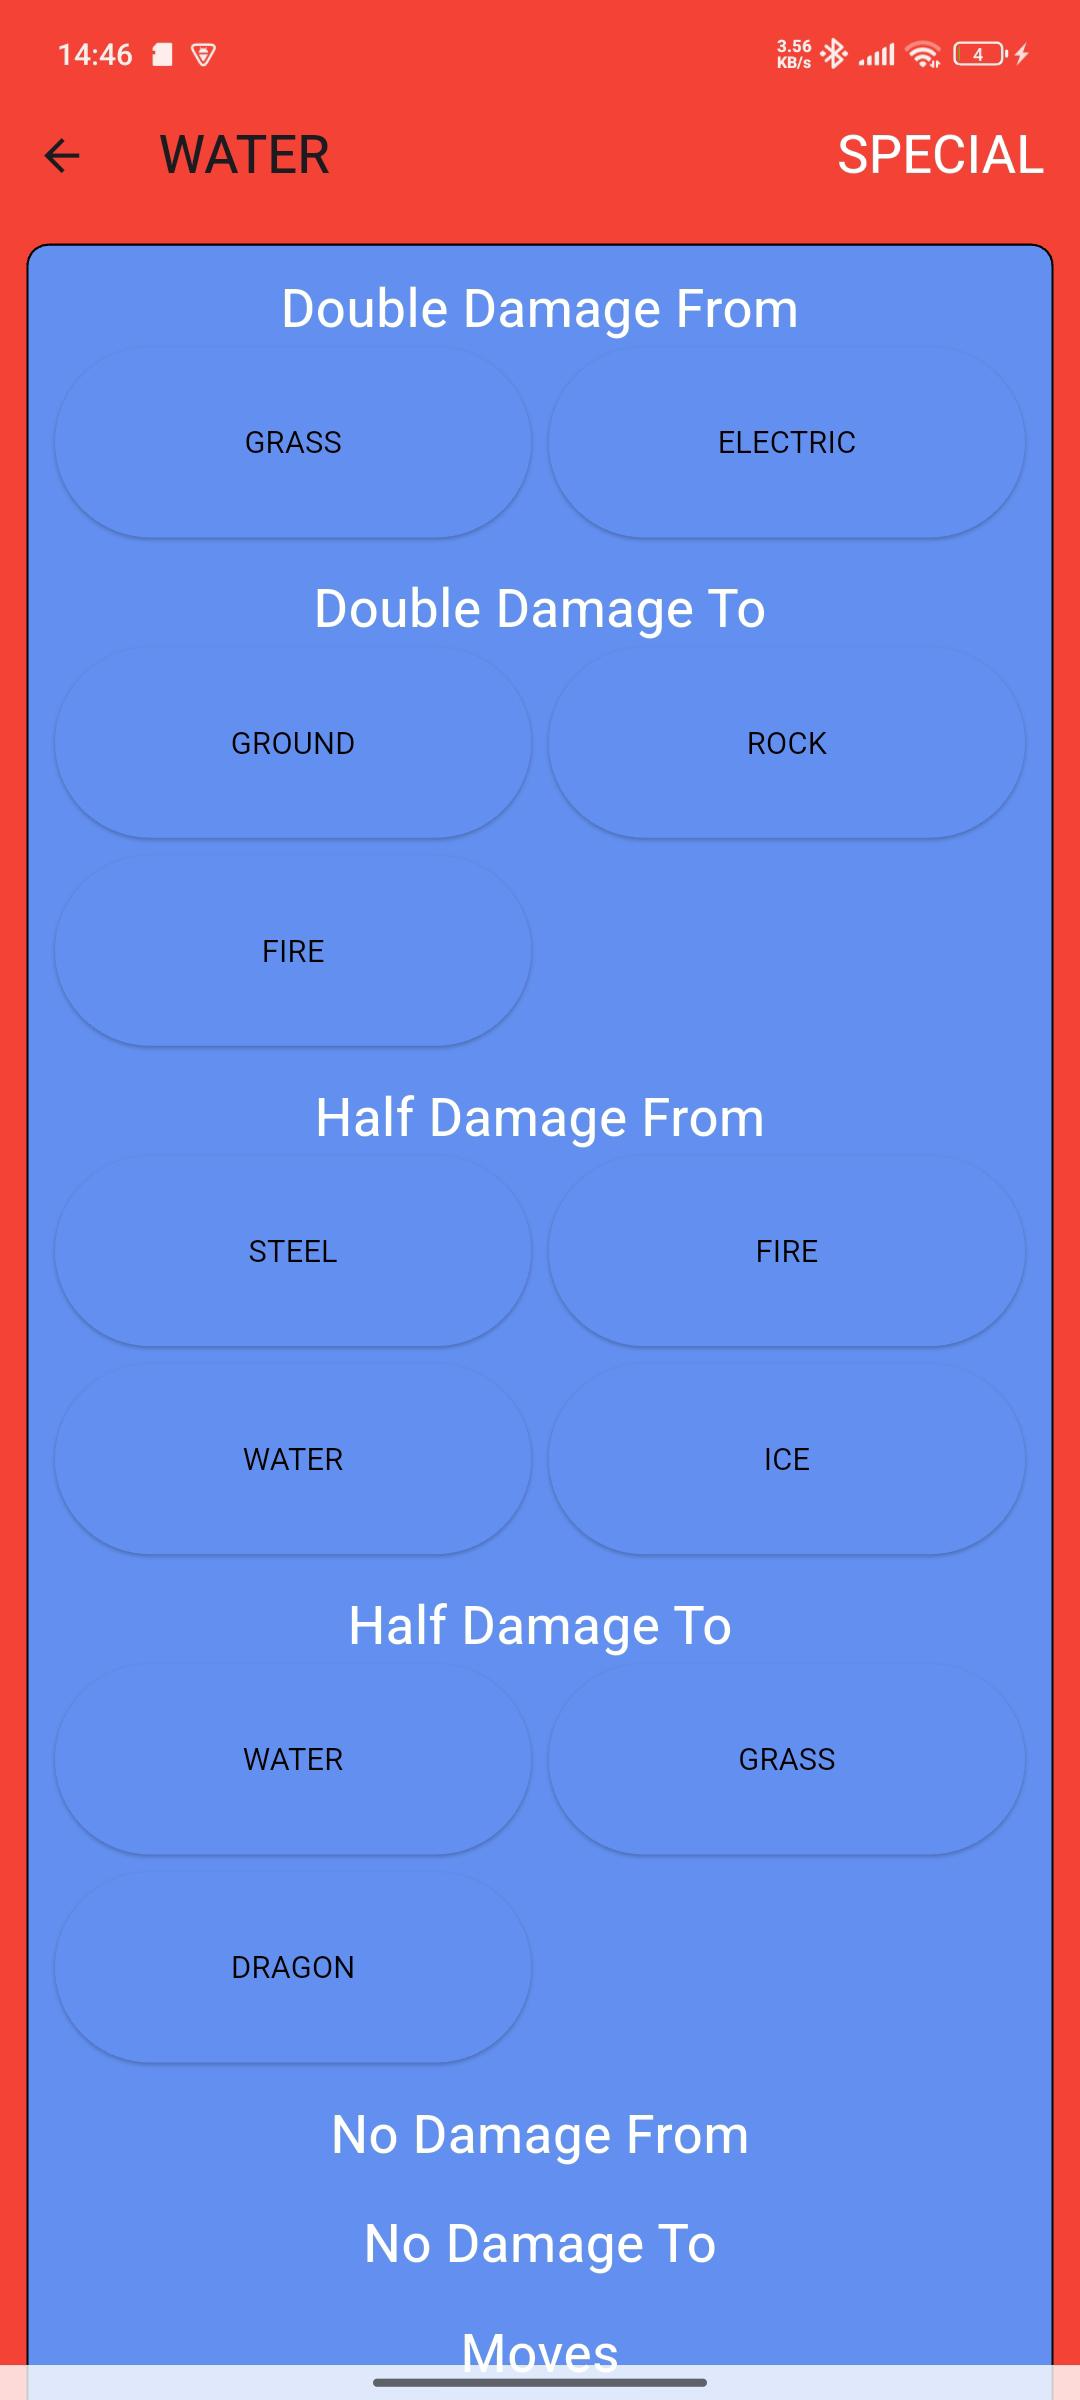 14:46
3.56
KB/s
4
WATER
SPECIAL
Double Damage From
GRASS
ELECTRIC
Double Damage To
GROUND
ROCK
FIRE
Half Damage From
STEEL
FIRE
WATER
ICE
Half Damage To
WATER
GRASS
DRAGON
No Damage From
No Damage To
Moves